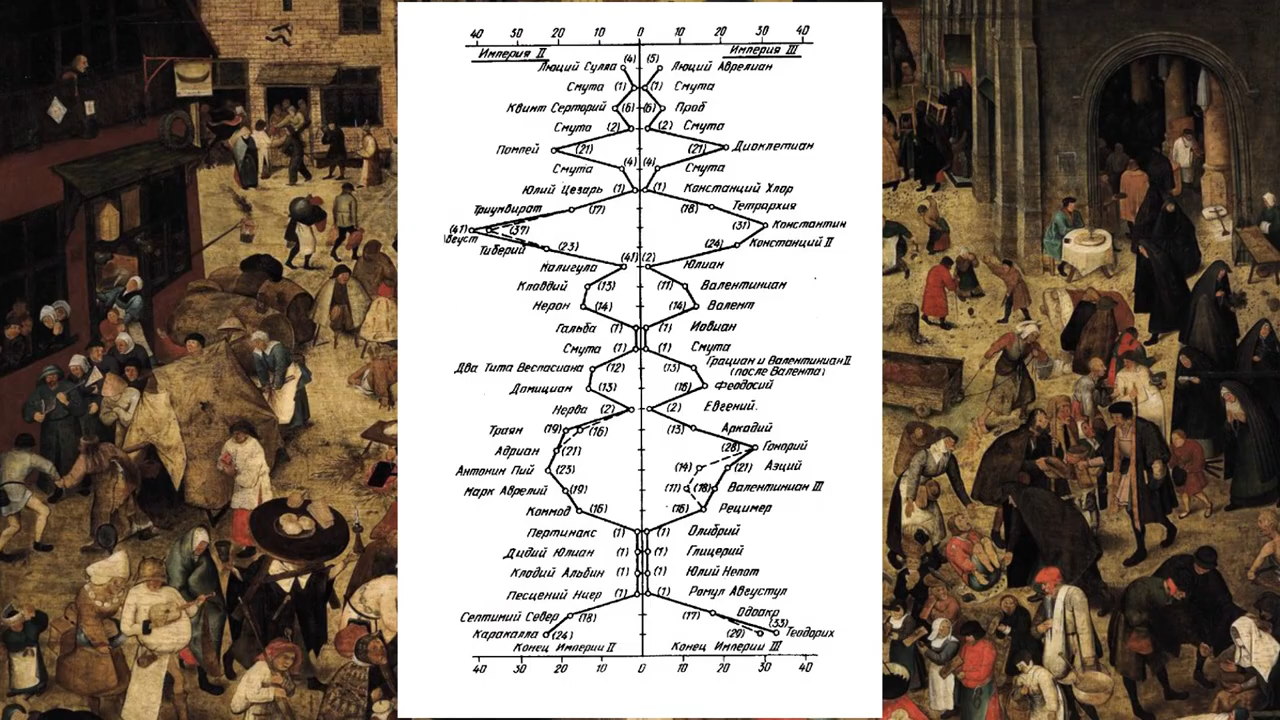 40 30 20 10 0 10 20 30 40
Империя II Империя III
Люций Сулла (4) (5) Люций Аврелиан
Смута (1) (1) Смута
Квинт Серторий (6) (6) Проб
Смута (2) (2) Смута
Помпей (21) (21) Диоклетиан
Смута (4) (4) Смута
Юлий Цезарь (1) (1) Констанций Хлор
Триумвират (17) (18) Тетрархия
(41) (37) (31) Константин
Август
Тиберий (23) (24) Констанций II
Калигула (41) (2) Юлиан
Клавдий (13) (11) Валентиниан
Нерон (14) (14) Валент
Гальба (1) (1) Иовиан
Смута (1) (1) Смута
Два Тита Веспасиана (12) (13) Грациан и Валентиниан II
(после Валента)
Домициан (13) (16) Феодосий
Нерва (2) (2) Евгений.
Траян (19) (16) (13) Аркадий
Адриан (21) (28) Гонорий
Антонин Пий (23) (14) (21) Аэций
Марк Аврелий (19) (11) (18) Валентиниан III
Коммод (16) (16) Рецимер
Пертинакс (1) (1) Олибрий
Дидий Юлиан (1) (1) Глицерий
Клодий Альбин (1) (1) Юлий Непот
Песцений Нигер (1) (1) Ромул Августул
Септимий Север (18) (17) Одоакр
Каракалла (24) (20) (33) Теодорих
Конец Империи II Конец Империи III
40 30 20 10 0 10 20 30 40